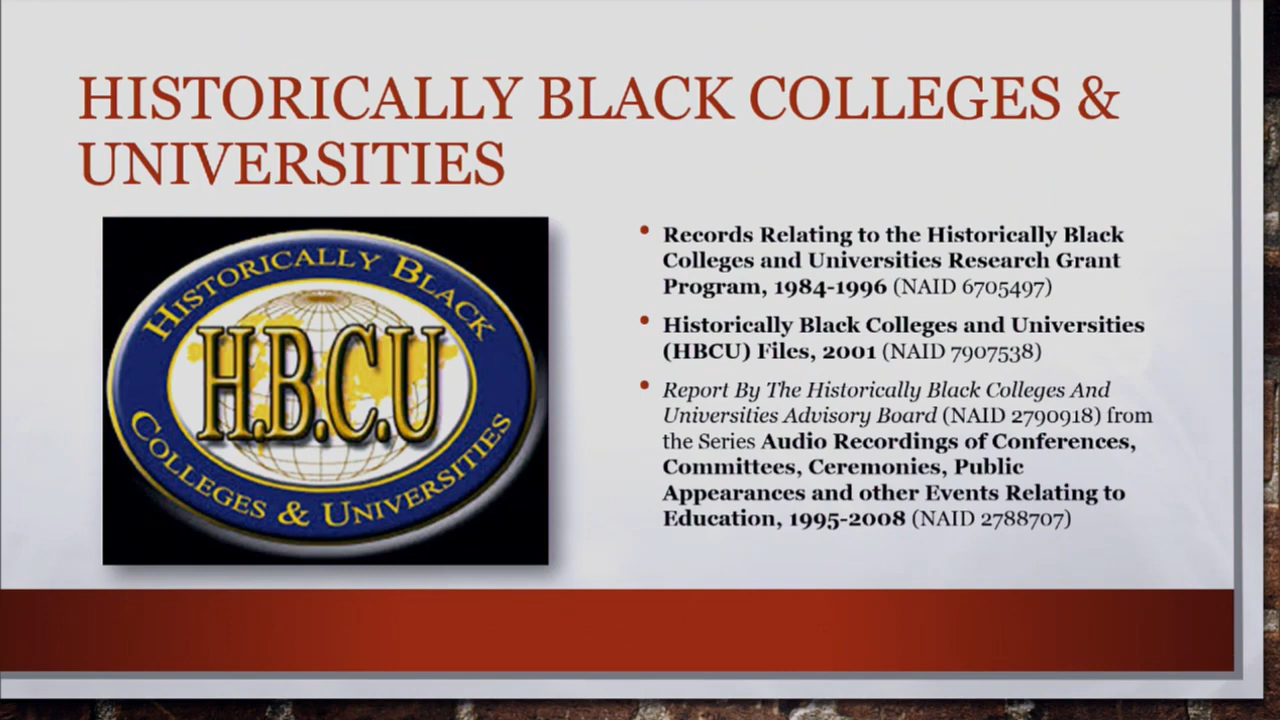 HISTORICALLY BLACK COLLEGES &
UNIVERSITIES
HISTORICALLY BLACK
H.B.C.U
COLLEGES & UNIVERSITIES
• Records Relating to the Historically Black
Colleges and Universities Research Grant
Program, 1984-1996 (NAID 6705497)
• Historically Black Colleges and Universities
(HBCU) Files, 2001 (NAID 7907538)
• Report By The Historically Black Colleges And
Universities Advisory Board (NAID 2790918) from
the Series Audio Recordings of Conferences,
Committees, Ceremonies, Public
Appearances and other Events Relating to
Education, 1995-2008 (NAID 2788707)